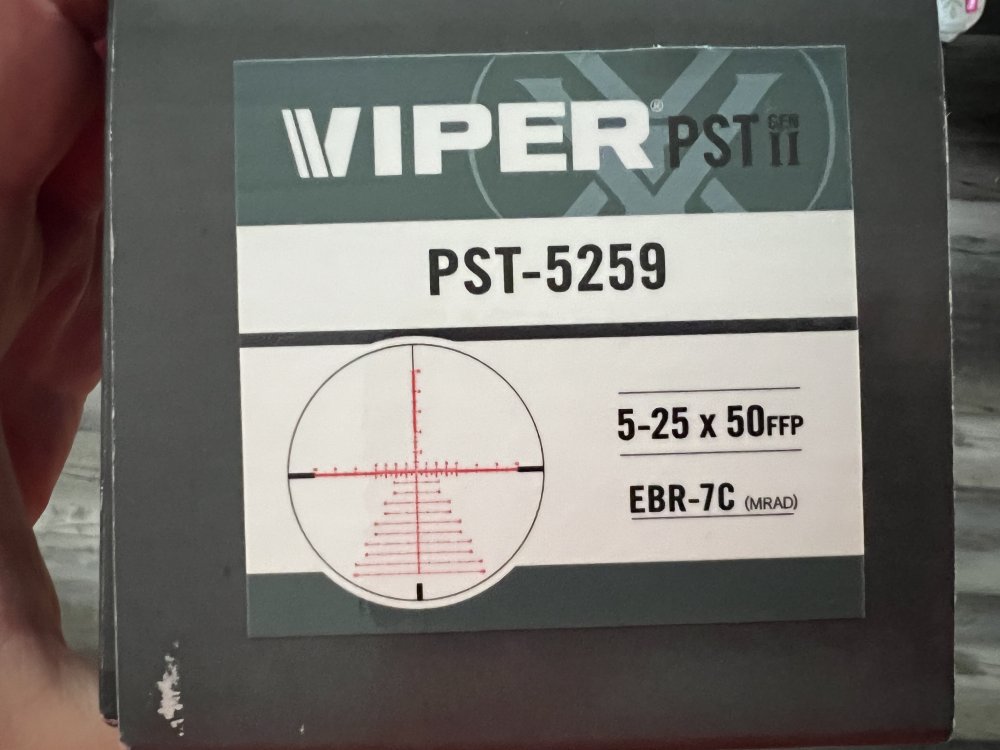 VIPER® PST GEN II
PST-5259
5-25 x 50FFP
EBR-7C (MRAD)